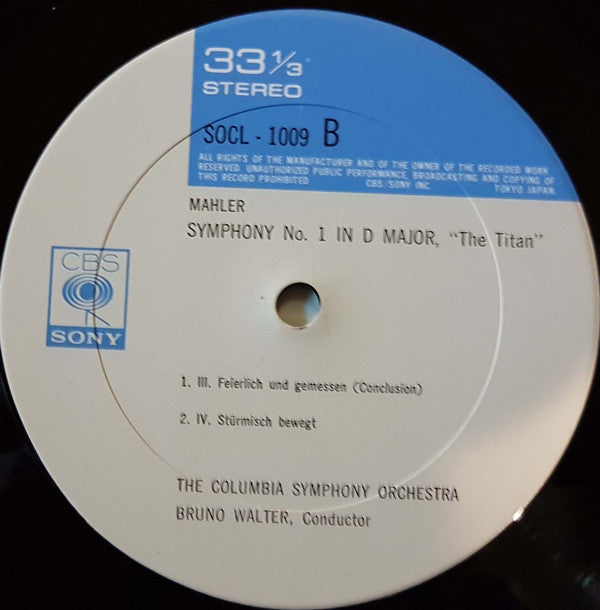 33⅓
STEREO
SOCL - 1009 B
ALL RIGHTS OF THE MANUFACTURER AND OF THE OWNER OF THE RECORDED WORK
RESERVED. UNAUTHORIZED PUBLIC PERFORMANCE, BROADCASTING AND COPYING OF
THIS RECORD PROHIBITED CBS SONY INC. TOKYO JAPAN
MAHLER
SYMPHONY No. 1 IN D MAJOR, "The Titan"
CBS
SONY
1. III. Feierlich und gemessen (Conclusion)
2. IV. Stürmisch bewegt
THE COLUMBIA SYMPHONY ORCHESTRA
BRUNO WALTER, Conductor